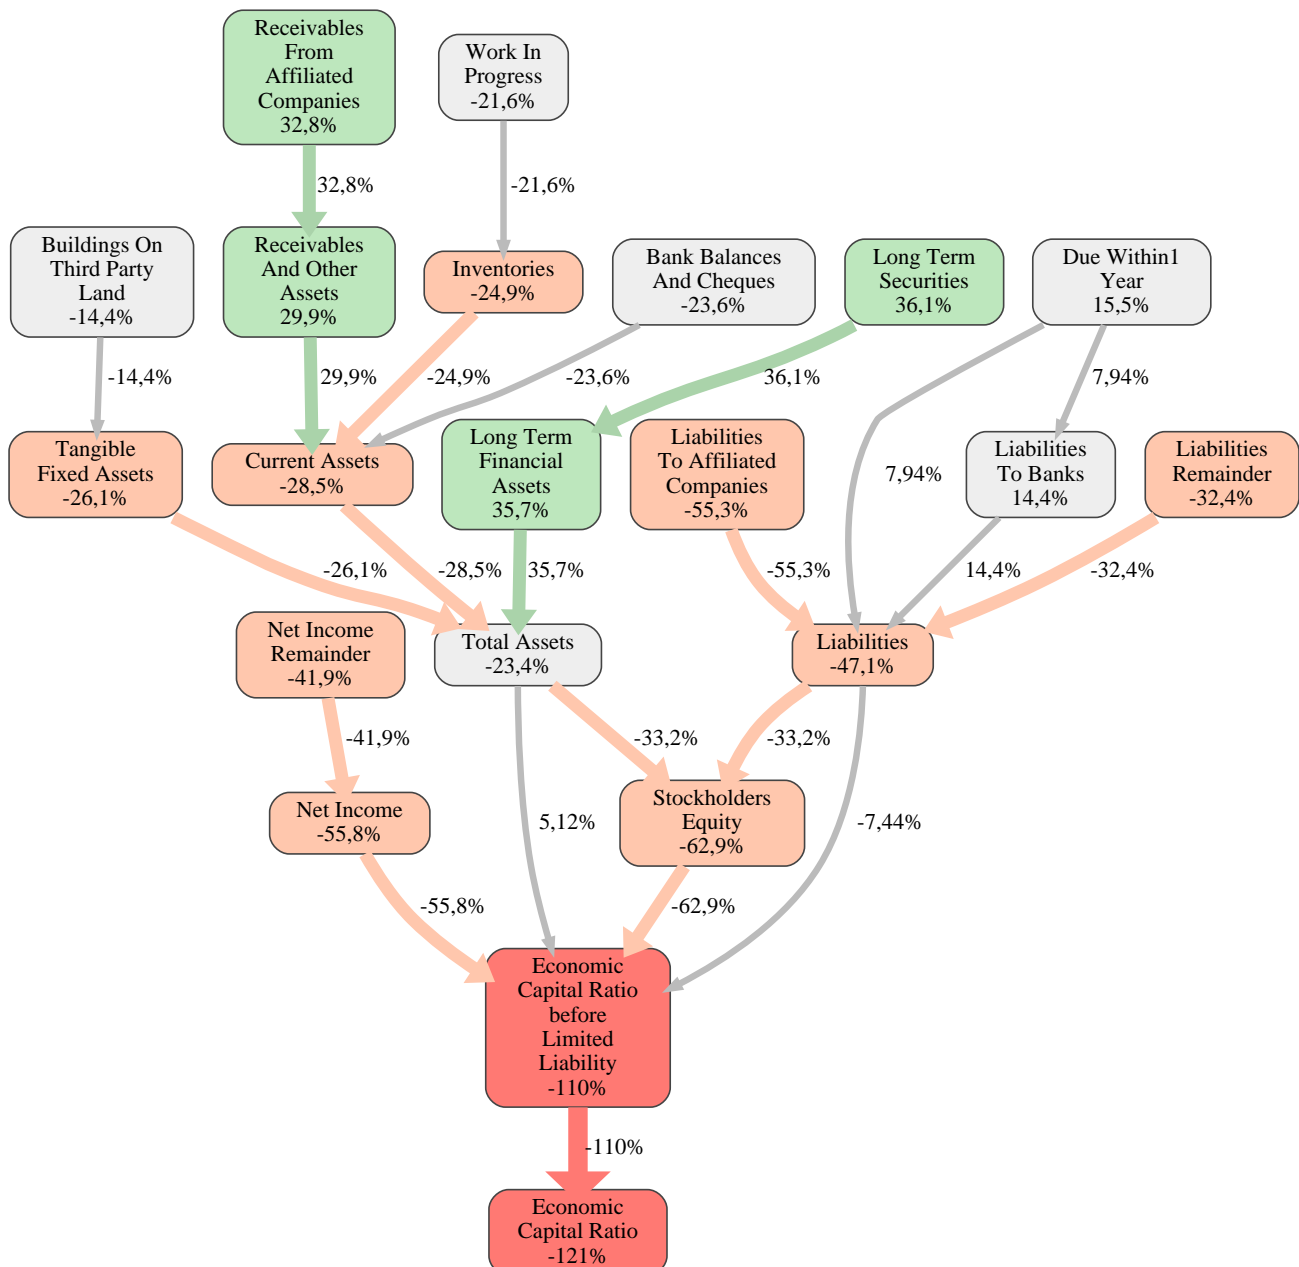 Receivables
From
Affiliated
Companies
32,8%
Work In
Progress
-21,6%
32,8%
-21,6%
Buildings On
Third Party
Land
-14,4%
Receivables
And Other
Assets
29,9%
Inventories
-24,9%
Bank Balances
And Cheques
-23,6%
Long Term
Securities
36,1%
Due Within1
Year
15,5%
-14,4%
29,9%
-24,9%
-23,6%
36,1%
7,94%
Tangible
Fixed Assets
-26,1%
Current Assets
-28,5%
Long Term
Financial
Assets
35,7%
Liabilities
To Affiliated
Companies
-55,3%
7,94%
Liabilities
To Banks
14,4%
Liabilities
Remainder
-32,4%
-26,1%
-28,5%
35,7%
-55,3%
14,4%
-32,4%
Net Income
Remainder
-41,9%
Total Assets
-23,4%
Liabilities
-47,1%
-41,9%
-33,2%
-33,2%
Net Income
-55,8%
5,12%
Stockholders
Equity
-62,9%
-7,44%
-55,8%
-62,9%
Economic
Capital Ratio
before
Limited
Liability
-110%
-110%
Economic
Capital Ratio
-121%